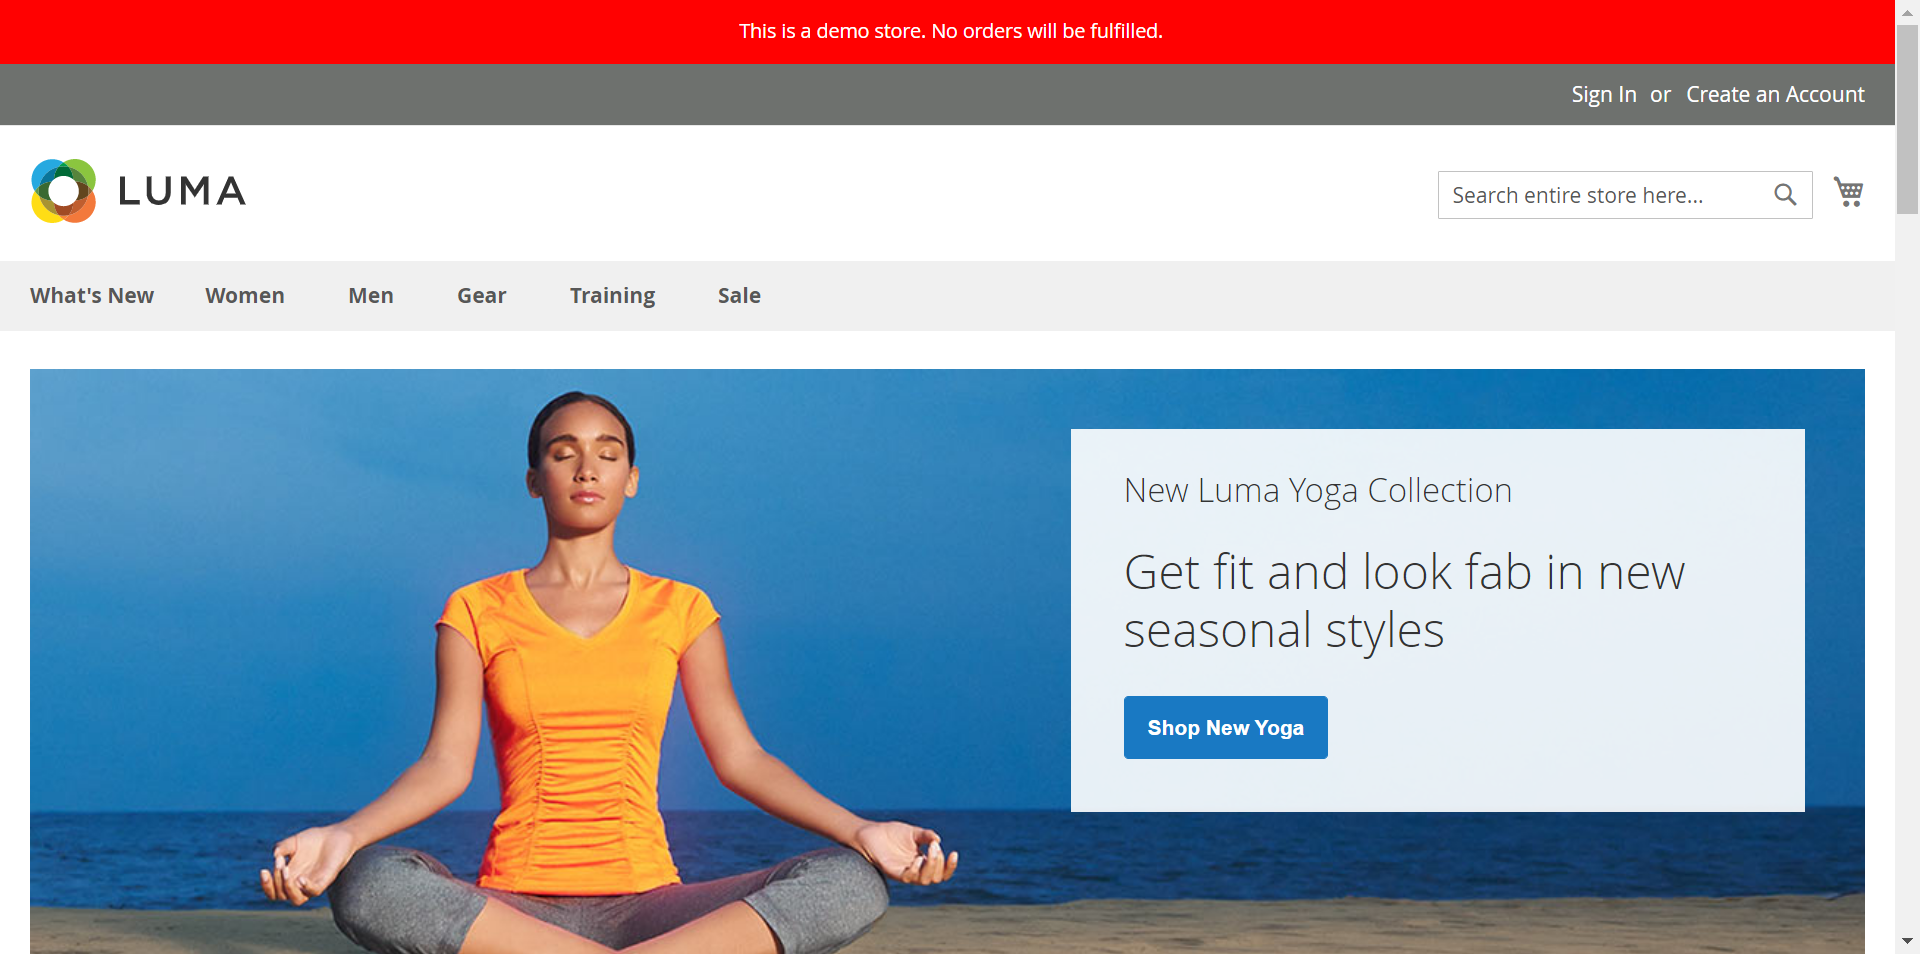 This is a demo store. No orders will be fulfilled.
Sign In or Create an Account
LUMA
Search entire store here...
What's New Women Men Gear Training Sale
New Luma Yoga Collection
Get fit and look fab in new
seasonal styles
Shop New Yoga